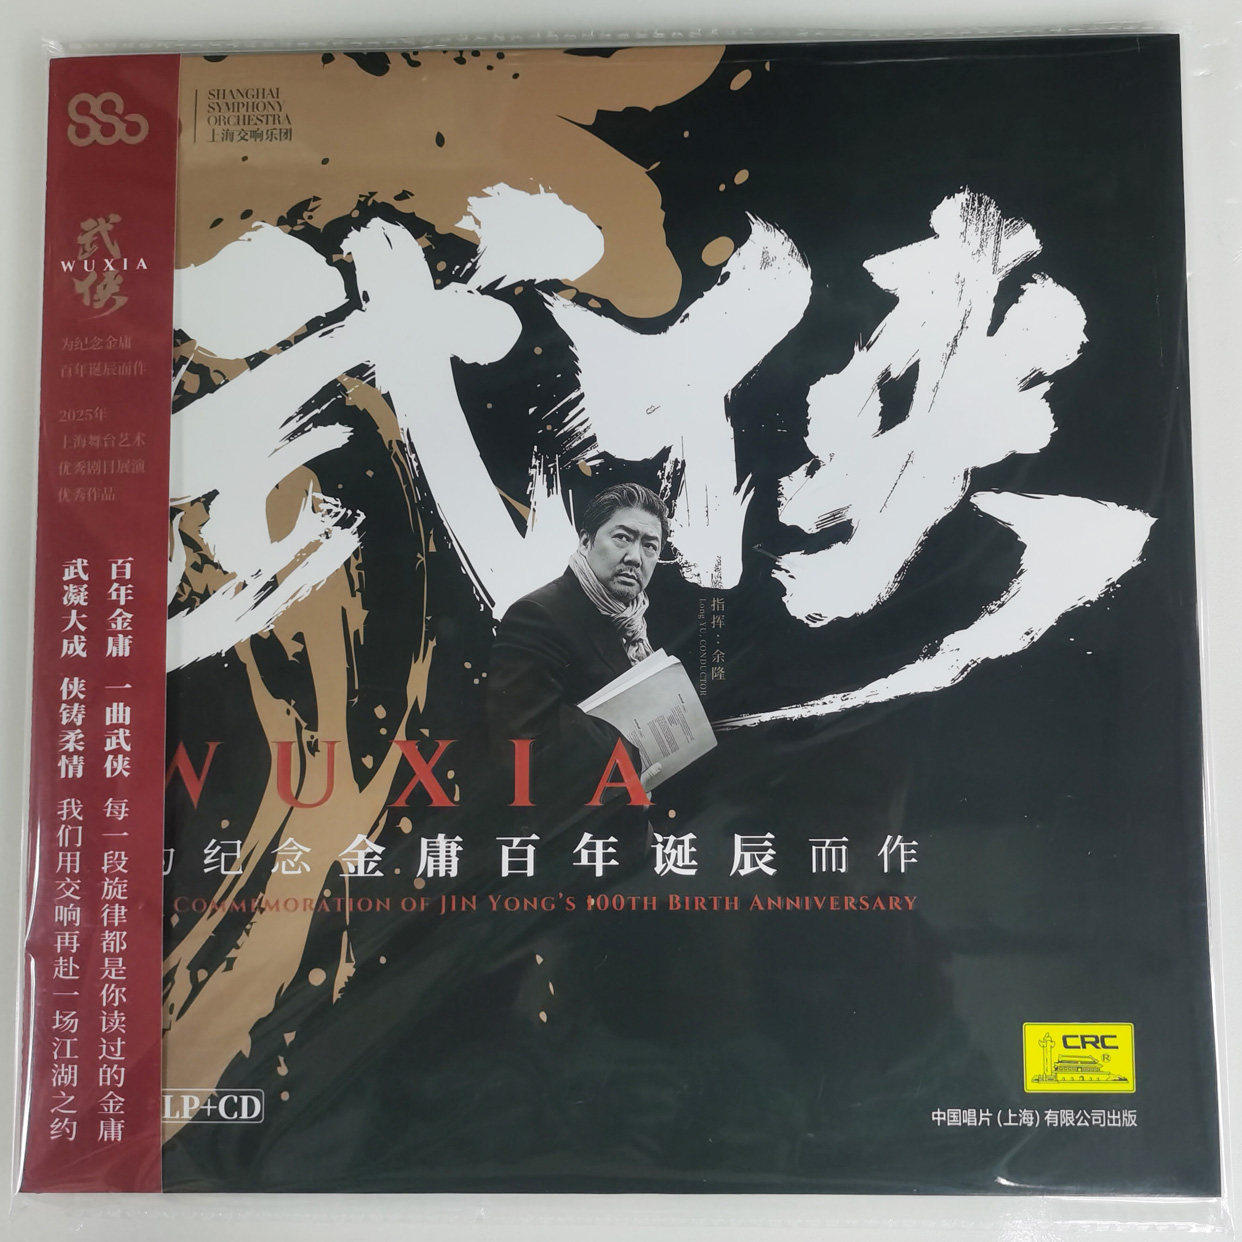 SSO
SHANGHAI
SYMPHONY
ORCHESTRA
上海交响乐团
武侠
WUXIA
为纪念金庸
百年诞辰而作
2025年
上海舞台艺术
优秀剧目展演
优秀作品
百年金庸 一曲武侠 每一段旋律都是你读过的金庸
武凝大成 侠铸柔情 我们用交响再赴一场江湖之约
武侠
指挥:余隆
Long YU, CONDUCTOR
WUXIA
为纪念金庸百年诞辰而作
COMMEMORATION OF JIN YONG'S 100TH BIRTH ANNIVERSARY
LP+CD
CRC
®
中国唱片(上海)有限公司出版